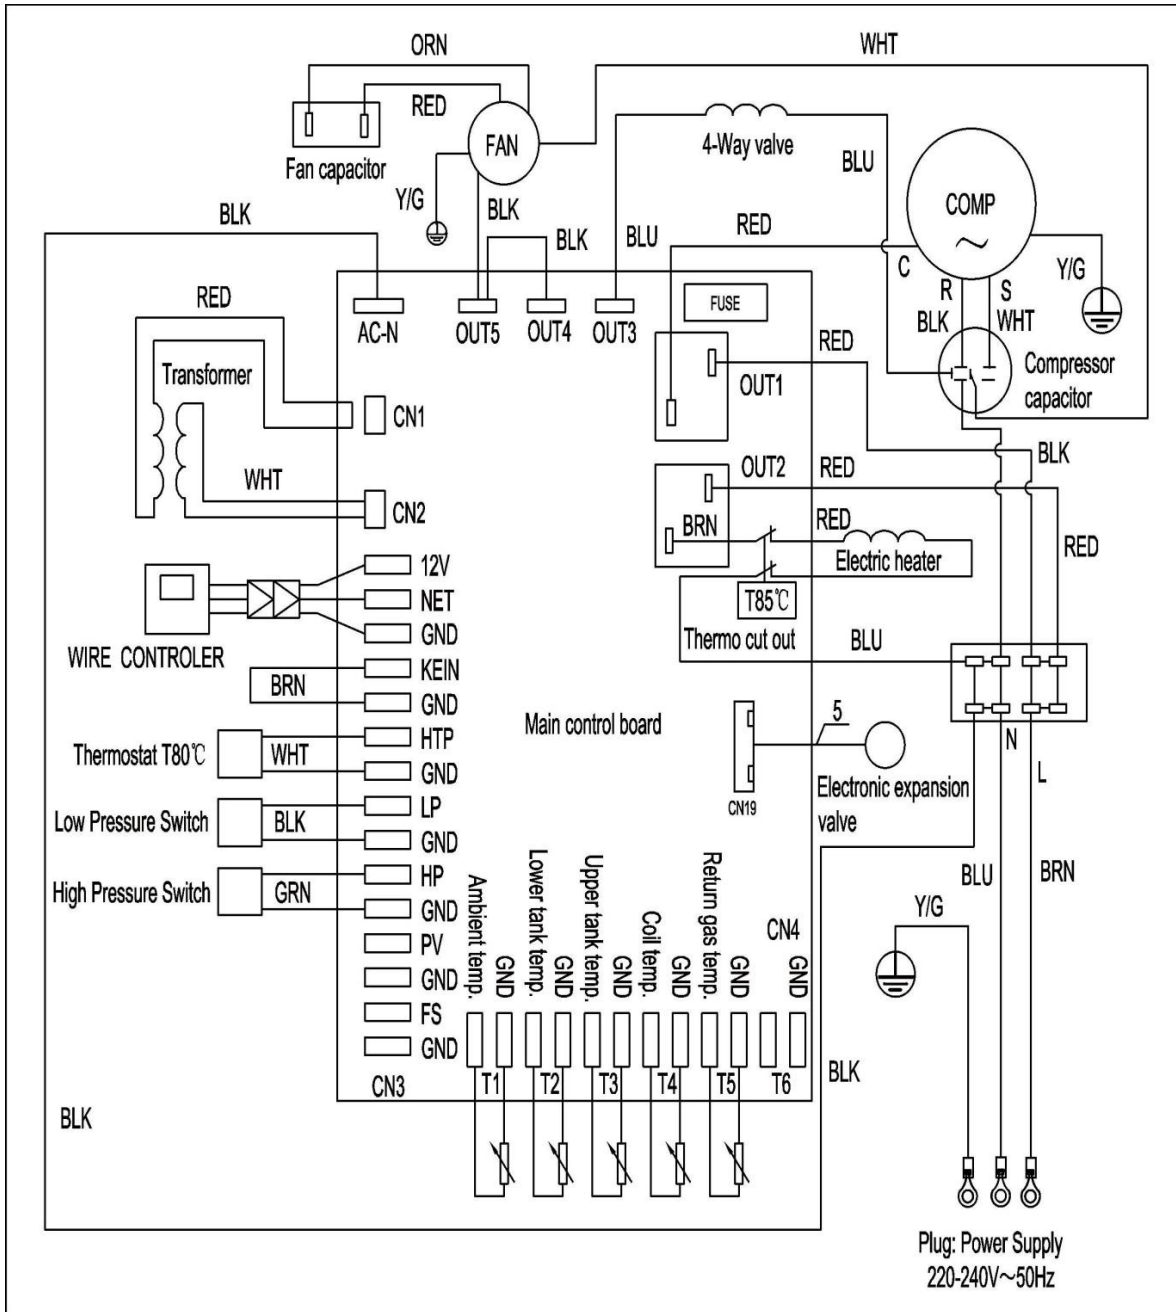 ORN
WHT
RED
FAN
Fan capacitor
4-Way valve
BLU
COMP
Y/G
BLK
BLK
BLK
BLU
RED
C
Y/G
R
S
RED
AC-N
OUT5
OUT4
OUT3
FUSE
BLK
WHT
RED
Compressor
capacitor
Transformer
OUT1
CN1
BLK
WHT
OUT2
RED
CN2
BRN
RED
RED
Electric heater
12V
NET
GND
T85℃
Thermo cut out
BLU
WIRE CONTROLER
KEIN
BRN
GND
Main control board
5
N
HTP
Thermostat T80℃
WHT
GND
L
Electronic expansion
valve
CN19
LP
Low Pressure Switch
BLK
GND
HP
High Pressure Switch
GRN
GND
BLU
BRN
Y/G
PV
GND
FS
GND
CN3
Ambient temp.
GND
Lower tank temp.
GND
Upper tank temp.
GND
Coil temp.
GND
Return gas temp.
GND
CN4
GND
T1
T2
T3
T4
T5
T6
BLK
BLK
Plug: Power Supply
220-240V～50Hz